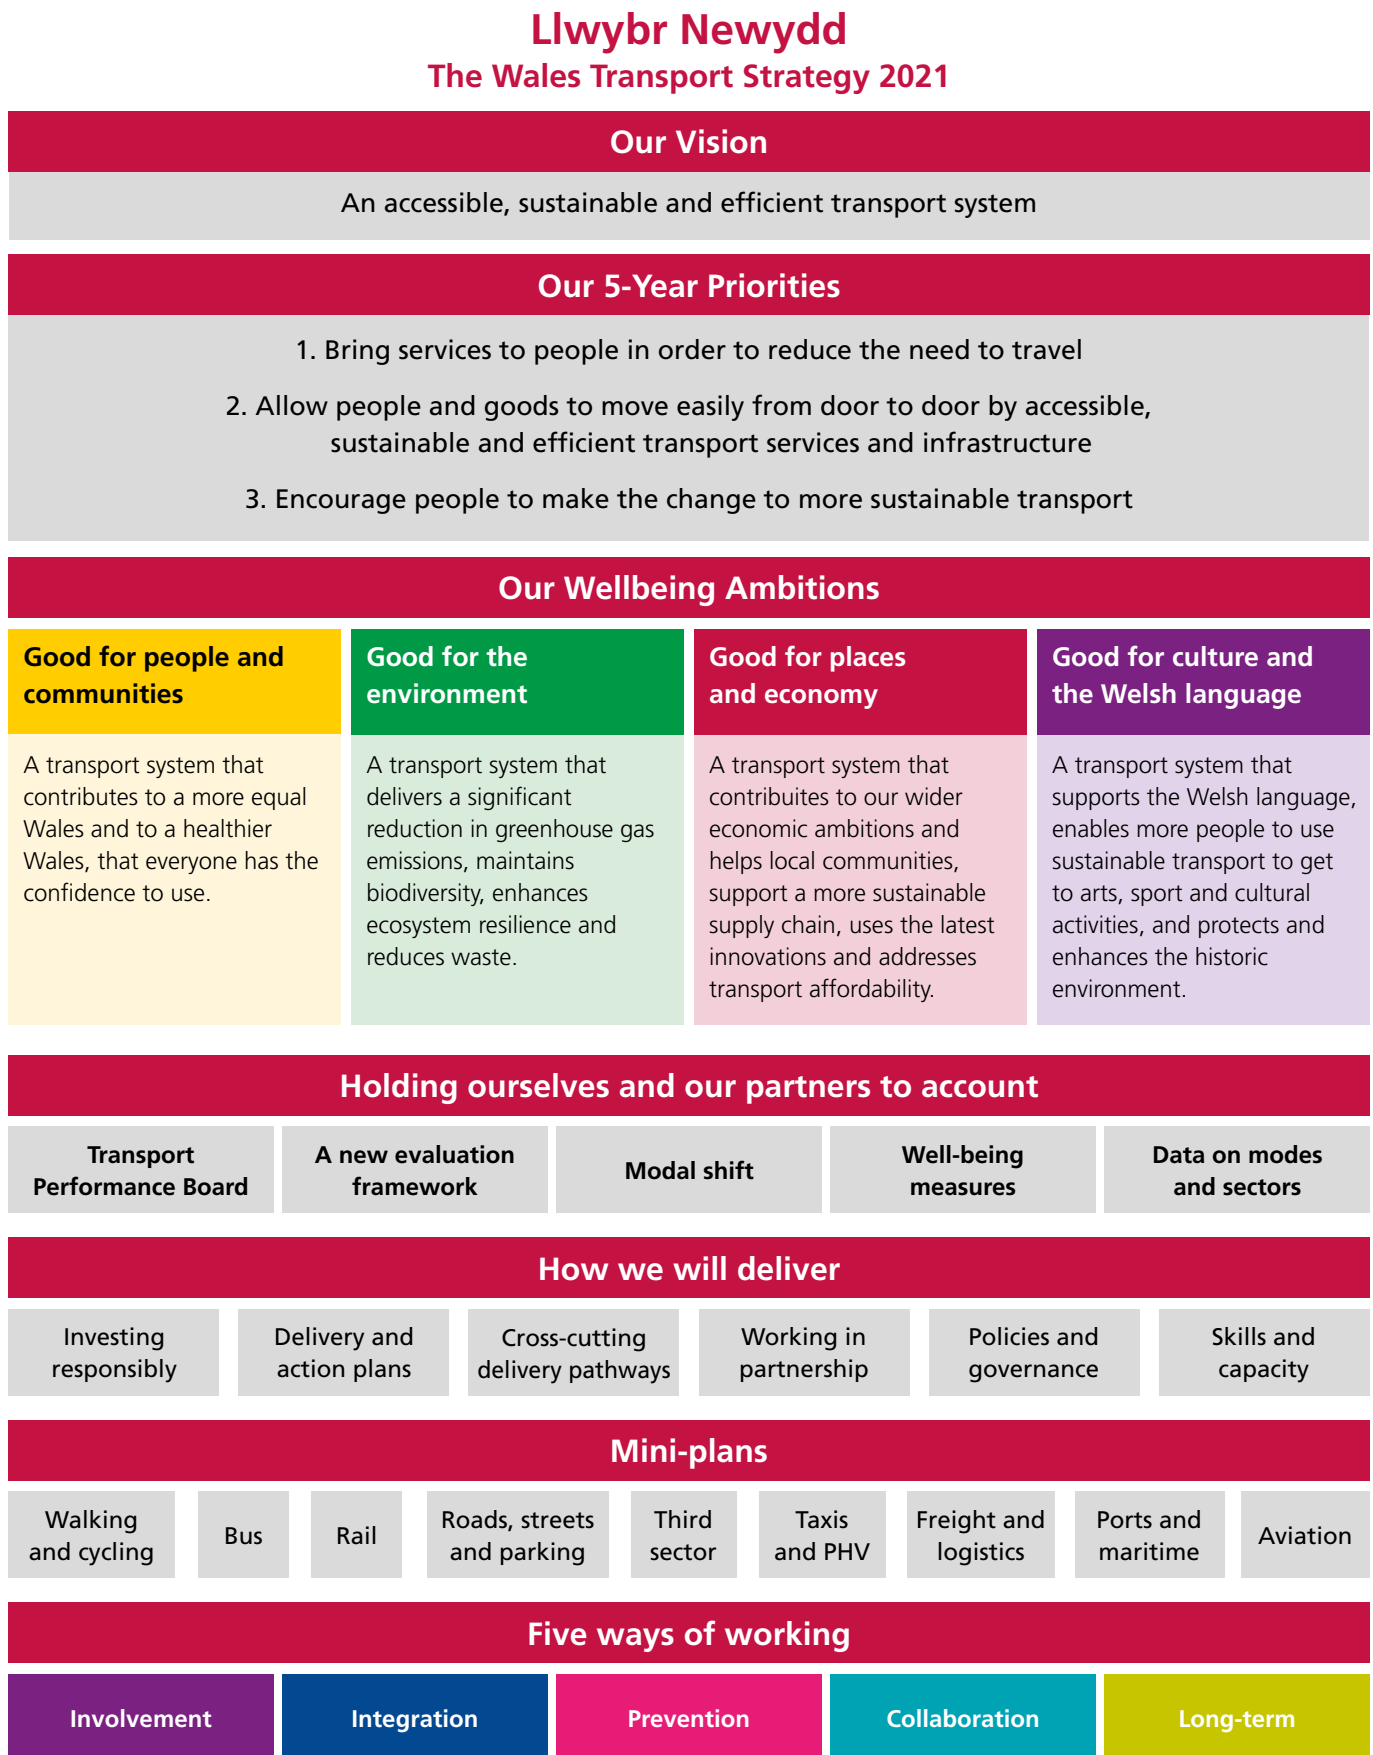 Llwybr Newydd
The Wales Transport Strategy 2021
Our Vision
An accessible, sustainable and efficient transport system
Our 5-Year Priorities
1. Bring services to people in order to reduce the need to travel
2. Allow people and goods to move easily from door to door by accessible,
sustainable and efficient transport services and infrastructure
3. Encourage people to make the change to more sustainable transport
Our Wellbeing Ambitions
Good for people and
communities
A transport system that
contributes to a more equal
Wales and to a healthier
Wales, that everyone has the
confidence to use.
Good for the
environment
A transport system that
delivers a significant
reduction in greenhouse gas
emissions, maintains
biodiversity, enhances
ecosystem resilience and
reduces waste.
Good for places
and economy
A transport system that
contribuites to our wider
economic ambitions and
helps local communities,
support a more sustainable
supply chain, uses the latest
innovations and addresses
transport affordability.
Good for culture and
the Welsh language
A transport system that
supports the Welsh language,
enables more people to use
sustainable transport to get
to arts, sport and cultural
activities, and protects and
enhances the historic
environment.
Holding ourselves and our partners to account
Transport
Performance Board
A new evaluation
framework
Modal shift
Well-being
measures
Data on modes
and sectors
How we will deliver
Investing
responsibly
Delivery and
action plans
Cross-cutting
delivery pathways
Working in
partnership
Policies and
governance
Skills and
capacity
Mini-plans
Walking
and cycling
Bus
Rail
Roads, streets
and parking
Third
sector
Taxis
and PHV
Freight and
logistics
Ports and
maritime
Aviation
Five ways of working
Involvement
Integration
Prevention
Collaboration
Long-term